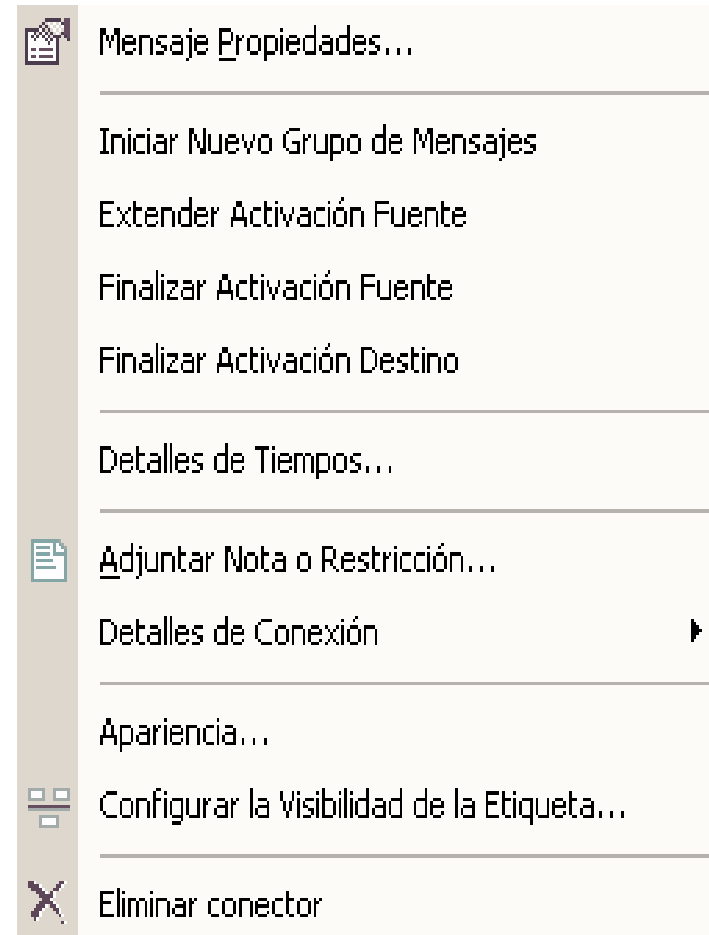 Mensaje Propiedades...
Iniciar Nuevo Grupo de Mensajes
Extender Activación Fuente
Finalizar Activación Fuente
Finalizar Activación Destino
Detalles de Tiempos...
Adjuntar Nota o Restricción...
Detalles de Conexión
Apariencia...
Configurar la Visibilidad de la Etiqueta...
Eliminar conector